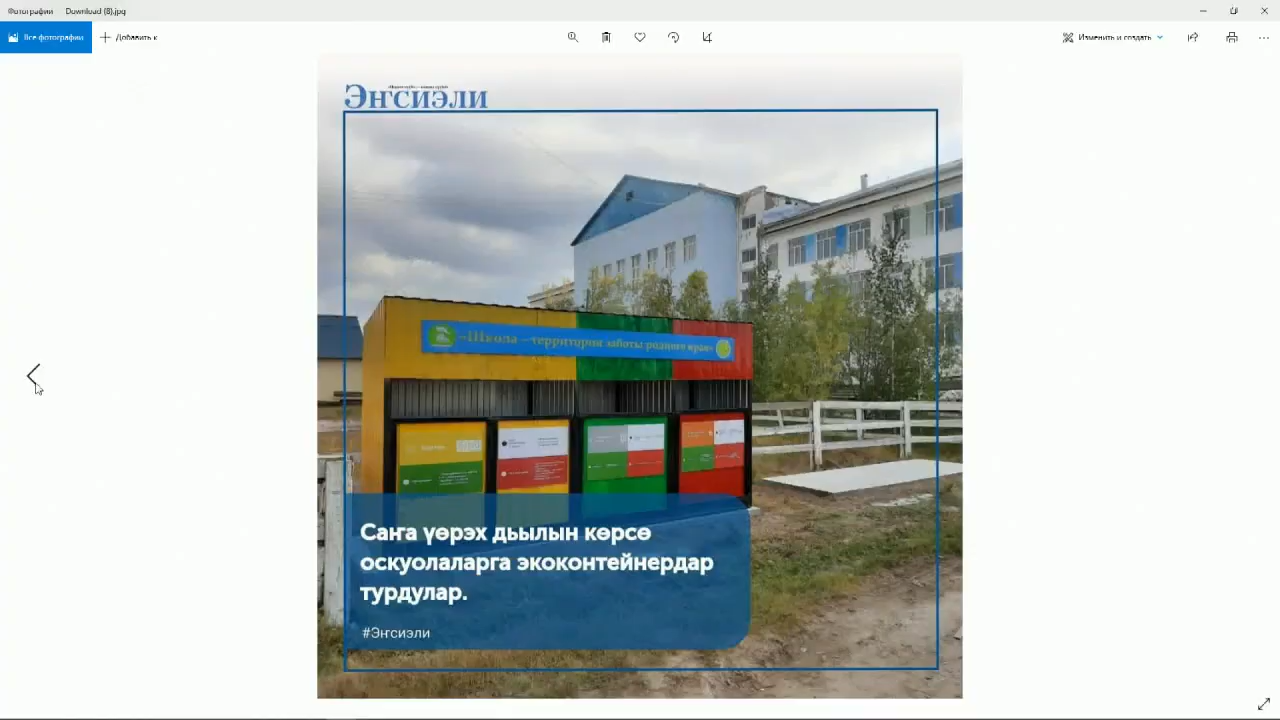 Фотографии
Download (8).jpg
Все фотографии
Добавить к
Изменить и создать
Эҥсиэли
«Школа – территория заботы родного края»
Саҥа үөрэх дьылын көрсө
оскуолаларга экоконтейнердар
турдулар.
#Эҥсиэли